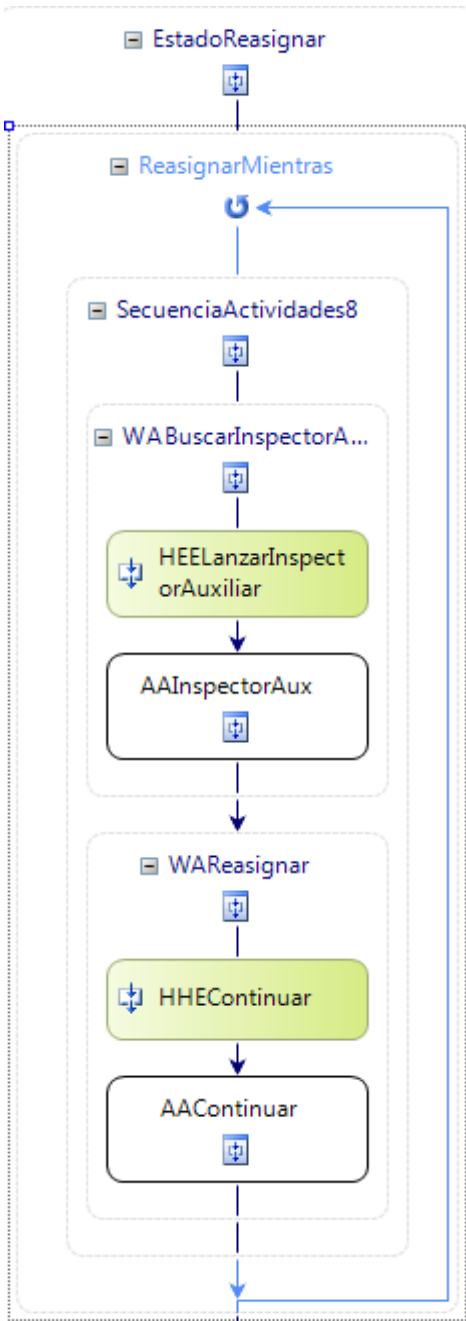 EstadoReasignar
ReasignarMientras
SecuenciaActividades8
WABuscarInspectorA...
HEELanzarInspect
orAuxiliar
AAInspectorAux
WAReasignar
HHEContinuar
AAContinuar